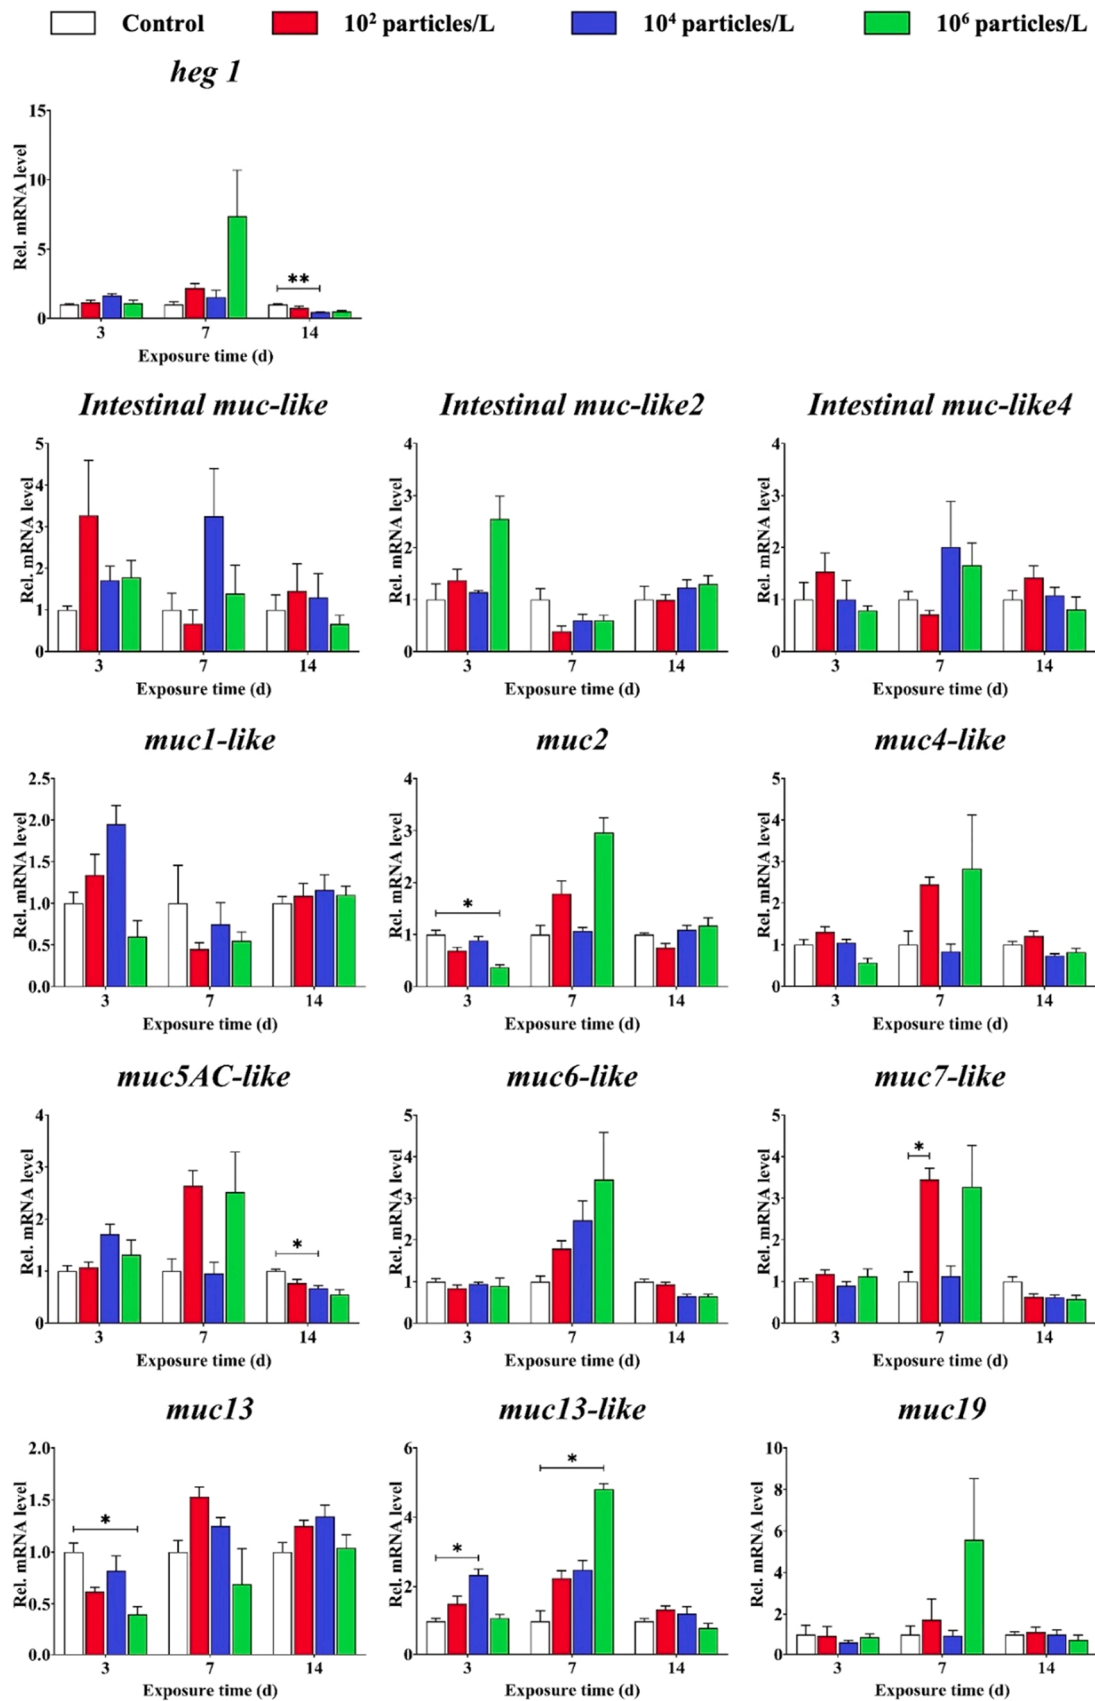 Control 10² particles/L 10⁴ particles/L 10⁶ particles/L
heg 1
Rel. mRNA level
15
10
5
0
**
3 7 14
Exposure time (d)
Intestinal muc-like Intestinal muc-like2 Intestinal muc-like4
Rel. mRNA level
5
4
3
2
1
0
3 7 14
Exposure time (d)
Rel. mRNA level
4
3
2
1
0
3 7 14
Exposure time (d)
Rel. mRNA level
4
3
2
1
0
3 7 14
Exposure time (d)
muc1-like muc2 muc4-like
Rel. mRNA level
2.5
2.0
1.5
1.0
0.5
0.0
3 7 14
Exposure time (d)
Rel. mRNA level
4
3
2
1
0
*
3 7 14
Exposure time (d)
Rel. mRNA level
5
4
3
2
1
0
3 7 14
Exposure time (d)
muc5AC-like muc6-like muc7-like
Rel. mRNA level
4
3
2
1
0
*
3 7 14
Exposure time (d)
Rel. mRNA level
5
4
3
2
1
0
3 7 14
Exposure time (d)
Rel. mRNA level
5
4
3
2
1
0
*
3 7 14
Exposure time (d)
muc13 muc13-like muc19
Rel. mRNA level
2.0
1.5
1.0
0.5
0.0
*
3 7 14
Exposure time (d)
Rel. mRNA level
6
4
2
0
*
*
3 7 14
Exposure time (d)
Rel. mRNA level
10
8
6
4
2
0
3 7 14
Exposure time (d)